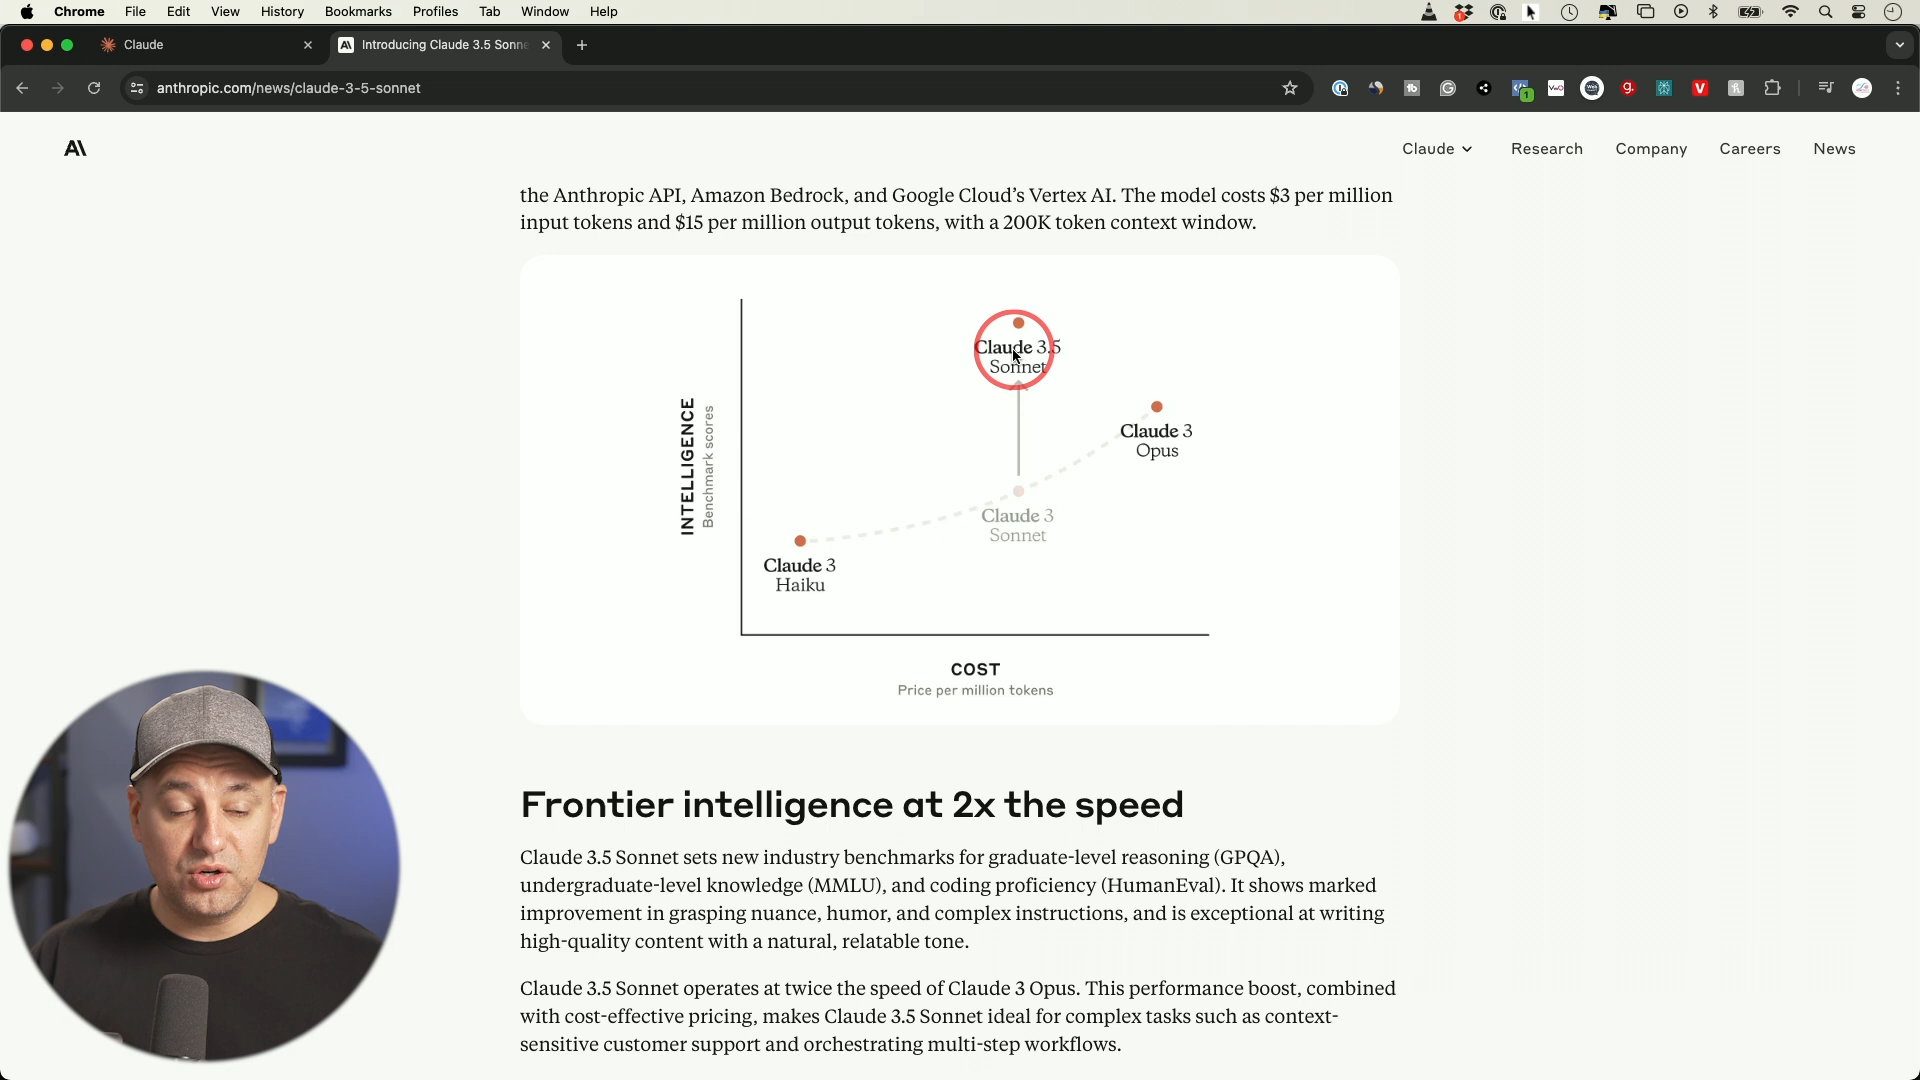 Chrome File Edit View History Bookmarks Profiles Tab Window Help
Claude
Introducing Claude 3.5 Sonne
anthropic.com/news/claude-3-5-sonnet
Claude Research Company Careers News
the Anthropic API, Amazon Bedrock, and Google Cloud’s Vertex AI. The model costs $3 per million
input tokens and $15 per million output tokens, with a 200K token context window.
INTELLIGENCE
Benchmark scores
Claude 3.5
Sonnet
Claude 3
Opus
Claude 3
Sonnet
Claude 3
Haiku
COST
Price per million tokens
Frontier intelligence at 2x the speed
Claude 3.5 Sonnet sets new industry benchmarks for graduate-level reasoning (GPQA),
undergraduate-level knowledge (MMLU), and coding proficiency (HumanEval). It shows marked
improvement in grasping nuance, humor, and complex instructions, and is exceptional at writing
high-quality content with a natural, relatable tone.
Claude 3.5 Sonnet operates at twice the speed of Claude 3 Opus. This performance boost, combined
with cost-effective pricing, makes Claude 3.5 Sonnet ideal for complex tasks such as context-
sensitive customer support and orchestrating multi-step workflows.